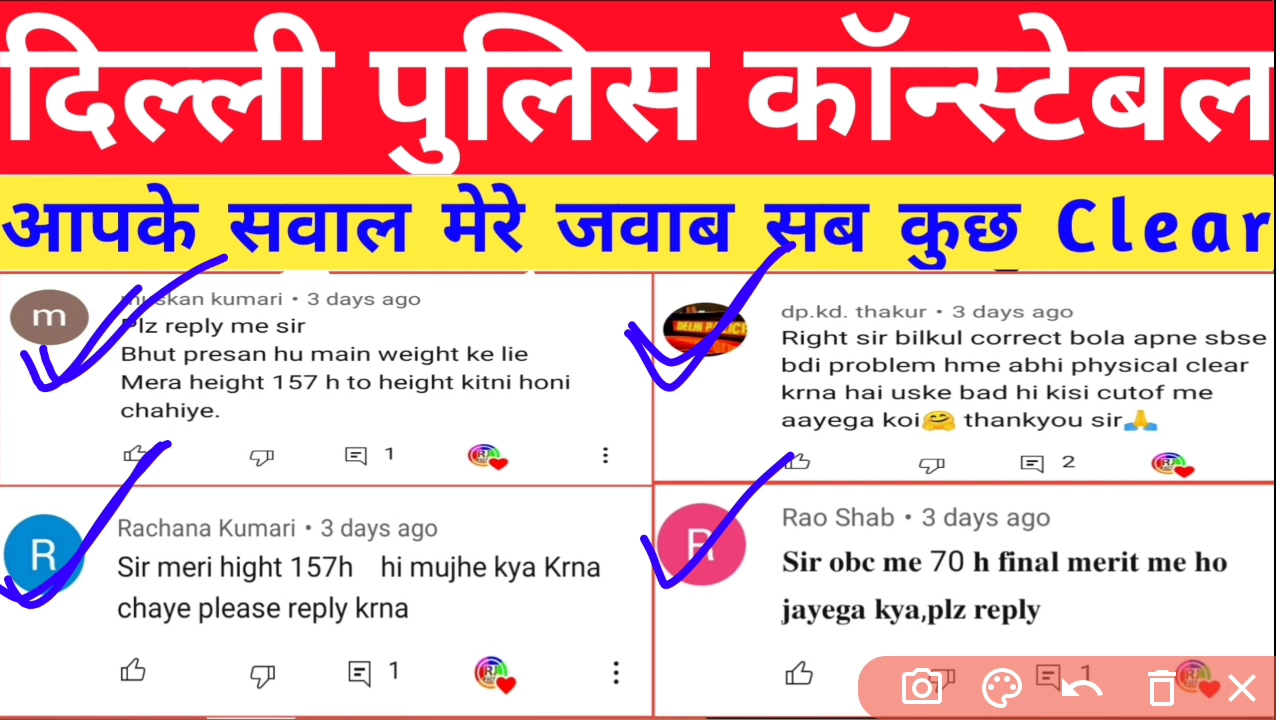 दिल्ली पुलिस कॉन्स्टेबल
आपके सवाल मेरे जवाब सब कुछ Clear
m
muskan kumari • 3 days ago
Plz reply me sir
Bhut presan hu main weight ke lie
Mera height 157 h to height kitni honi
chahiye.
1
DELHI POLICE
dp.kd. thakur • 3 days ago
Right sir bilkul correct bola apne sbse
bdi problem hme abhi physical clear
krna hai uske bad hi kisi cutof me
aayega koi🤗 thankyou sir🙏
2
R
Rachana Kumari • 3 days ago
Sir meri hight 157h hi mujhe kya Krna
chaye please reply krna
1
R
Rao Shab • 3 days ago
Sir obc me 70 h final merit me ho
jayega kya,plz reply
1